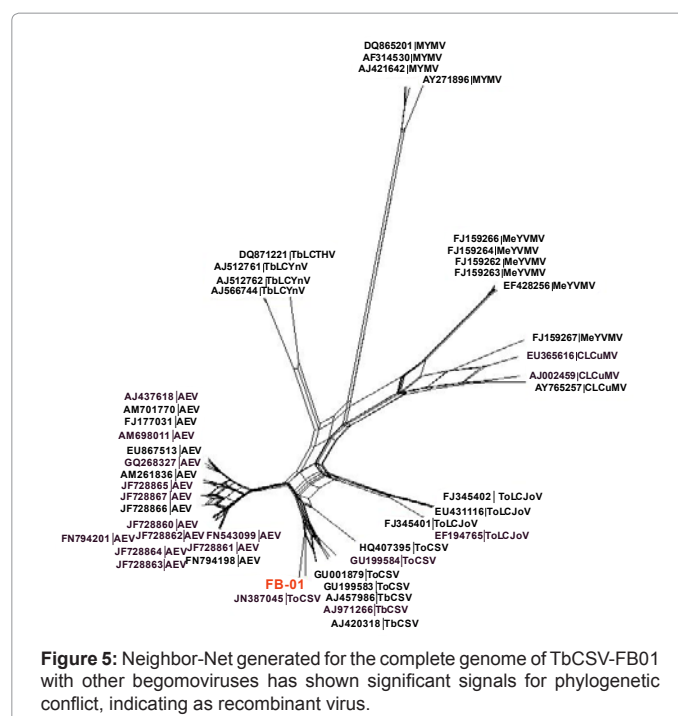 DQ865201|MYMV
AF314530|MYMV
AJ421642|MYMV
AY271896|MYMV
FJ159266|MeYVMV
FJ159264|MeYVMV
FJ159262|MeYVMV
FJ159263|MeYVMV
EF428256|MeYVMV
DQ871221|TbLCTHV
AJ512761|TbLCYnV
AJ512762|TbLCYnV
AJ566744|TbLCYnV
FJ159267|MeYVMV
EU365616|CLCuMV
AJ002459|CLCuMV
AY765257|CLCuMV
AJ437618|AEV
AM701770|AEV
FJ177031|AEV
AM698011|AEV
EU867513|AEV
GQ268327|AEV
AM261836|AEV
JF728865|AEV
JF728867|AEV
JF728866|AEV
JF728860|AEV
JF728862|AEV
FN543099|AEV
FN794201|AEV
JF728861|AEV
JF728864|AEV
FN794198|AEV
JF728863|AEV
FJ345402|ToLCJoV
EU431116|ToLCJoV
FJ345401|ToLCJoV
EF194765|ToLCJoV
HQ407395|ToCSV
GU199584|ToCSV
GU001879|ToCSV
FB-01
GU199583|ToCSV
JN387045|ToCSV
AJ457986|TbCSV
AJ971266|TbCSV
AJ420318|TbCSV
Figure 5: Neighbor-Net generated for the complete genome of TbCSV-FB01
with other begomoviruses has shown significant signals for phylogenetic
conflict, indicating as recombinant virus.